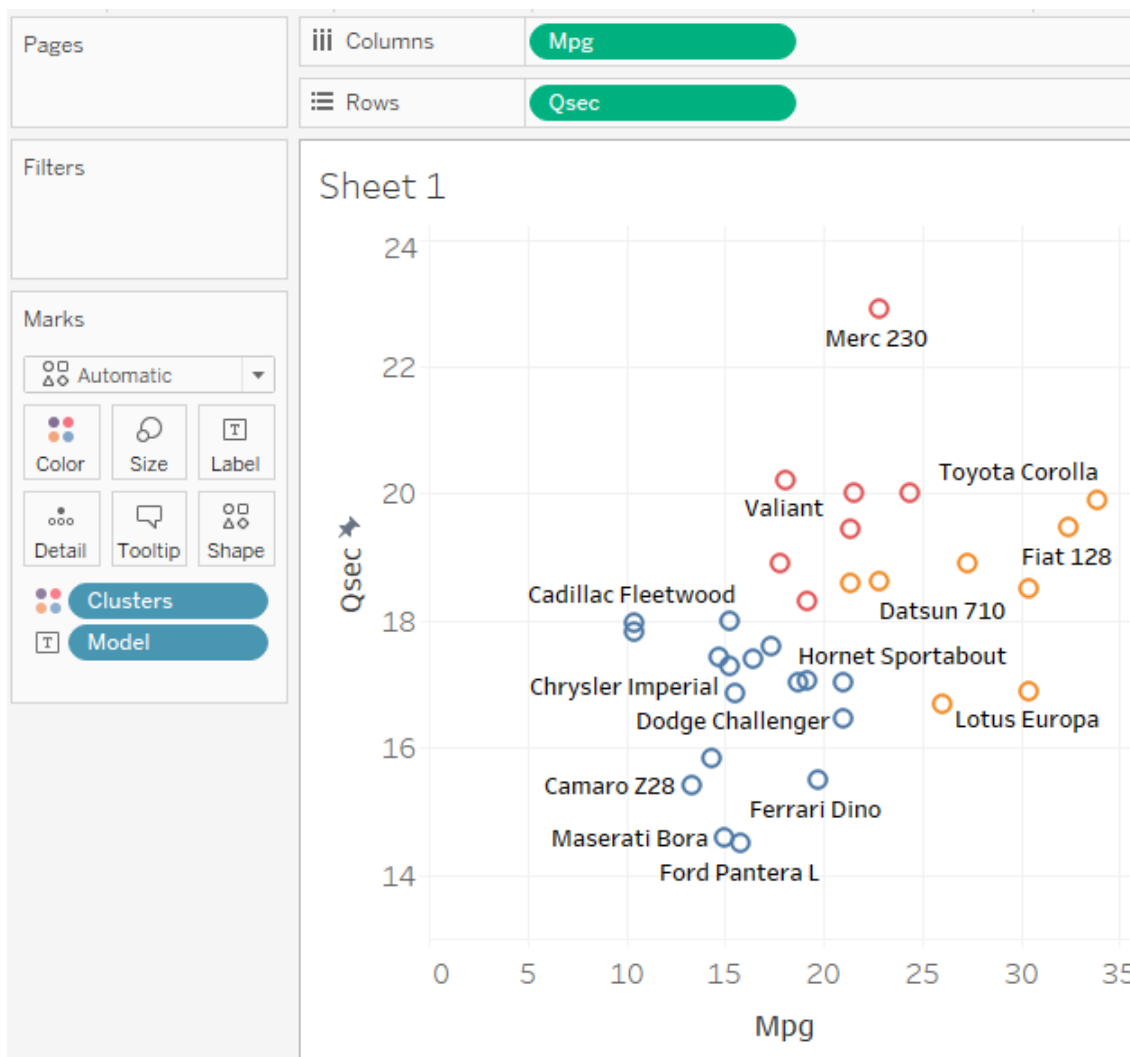 Pages
Columns
Mpg
Rows
Qsec
Filters
Sheet 1
Marks
Automatic
Color
Size
Label
Detail
Tooltip
Shape
Clusters
T
Model
24
22
20
18
16
14
Qsec
Merc 230
Toyota Corolla
Valiant
Fiat 128
Cadillac Fleetwood
Datsun 710
Hornet Sportabout
Chrysler Imperial
Dodge Challenger
Lotus Europa
Camaro Z28
Ferrari Dino
Maserati Bora
Ford Pantera L
0 5 10 15 20 25 30 35
Mpg